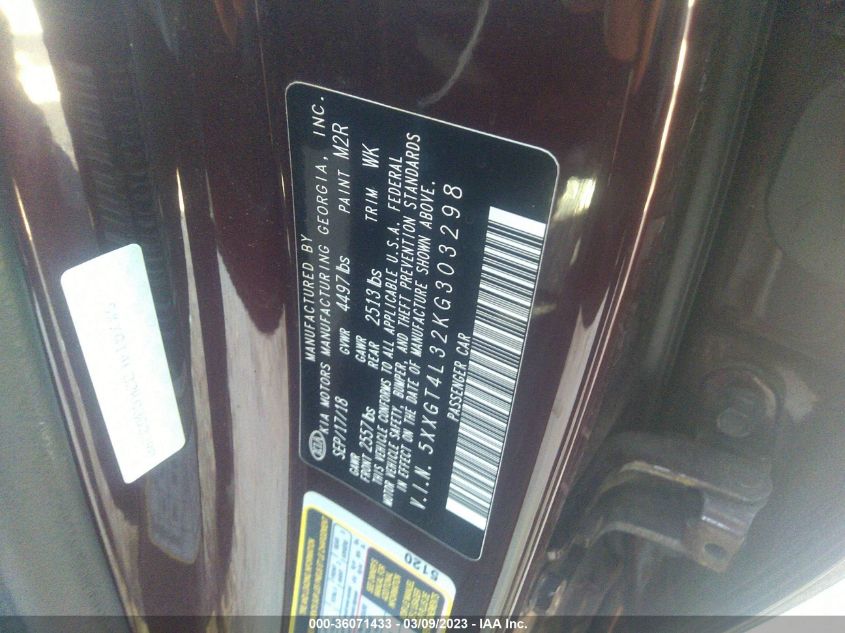 MANUFACTURED BY
KIA KIA MOTORS MANUFACTURING GEORGIA, INC.
SEP/17/18 GVWR 4497lbs PAINT M2R
GAWR GAWR
FRONT 2557lbs REAR 2513lbs TRIM WK
THIS VEHICLE CONFORMS TO ALL APPLICABLE U.S.A. FEDERAL
MOTOR VEHICLE SAFETY, BUMPER, AND THEFT PREVENTION STANDARDS
IN EFFECT ON THE DATE OF MANUFACTURE SHOWN ABOVE.
V.I.N. 5XXGT4L32KG303298
PASSENGER CAR
6120
000-36071433 - 03/09/2023 - IAA Inc.